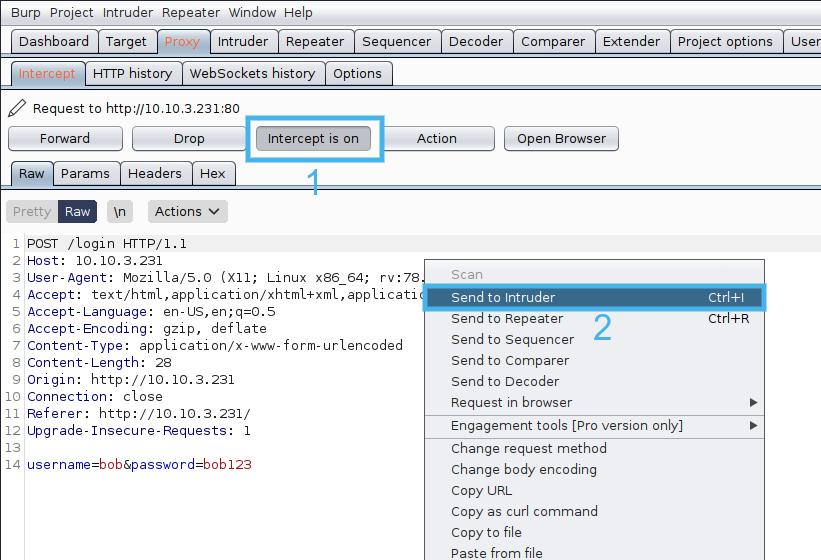 Burp Project Intruder Repeater Window Help
Dashboard Target Proxy Intruder Repeater Sequencer Decoder Comparer Extender Project options User
Intercept HTTP history WebSockets history Options
Request to http://10.10.3.231:80
Forward Drop Intercept is on Action Open Browser
1
Raw Params Headers Hex
Pretty Raw \n Actions
1 POST /login HTTP/1.1
2 Host: 10.10.3.231
3 User-Agent: Mozilla/5.0 (X11; Linux x86_64; rv:78.
4 Accept: text/html,application/xhtml+xml,applicatio
5 Accept-Language: en-US,en;q=0.5
6 Accept-Encoding: gzip, deflate
7 Content-Type: application/x-www-form-urlencoded
8 Content-Length: 28
9 Origin: http://10.10.3.231
10 Connection: close
11 Referer: http://10.10.3.231/
12 Upgrade-Insecure-Requests: 1
13
14 username=bob&password=bob123
Scan
Send to Intruder Ctrl+I
Send to Repeater Ctrl+R
2
Send to Sequencer
Send to Comparer
Send to Decoder
Request in browser
Engagement tools [Pro version only]
Change request method
Change body encoding
Copy URL
Copy as curl command
Copy to file
Paste from file